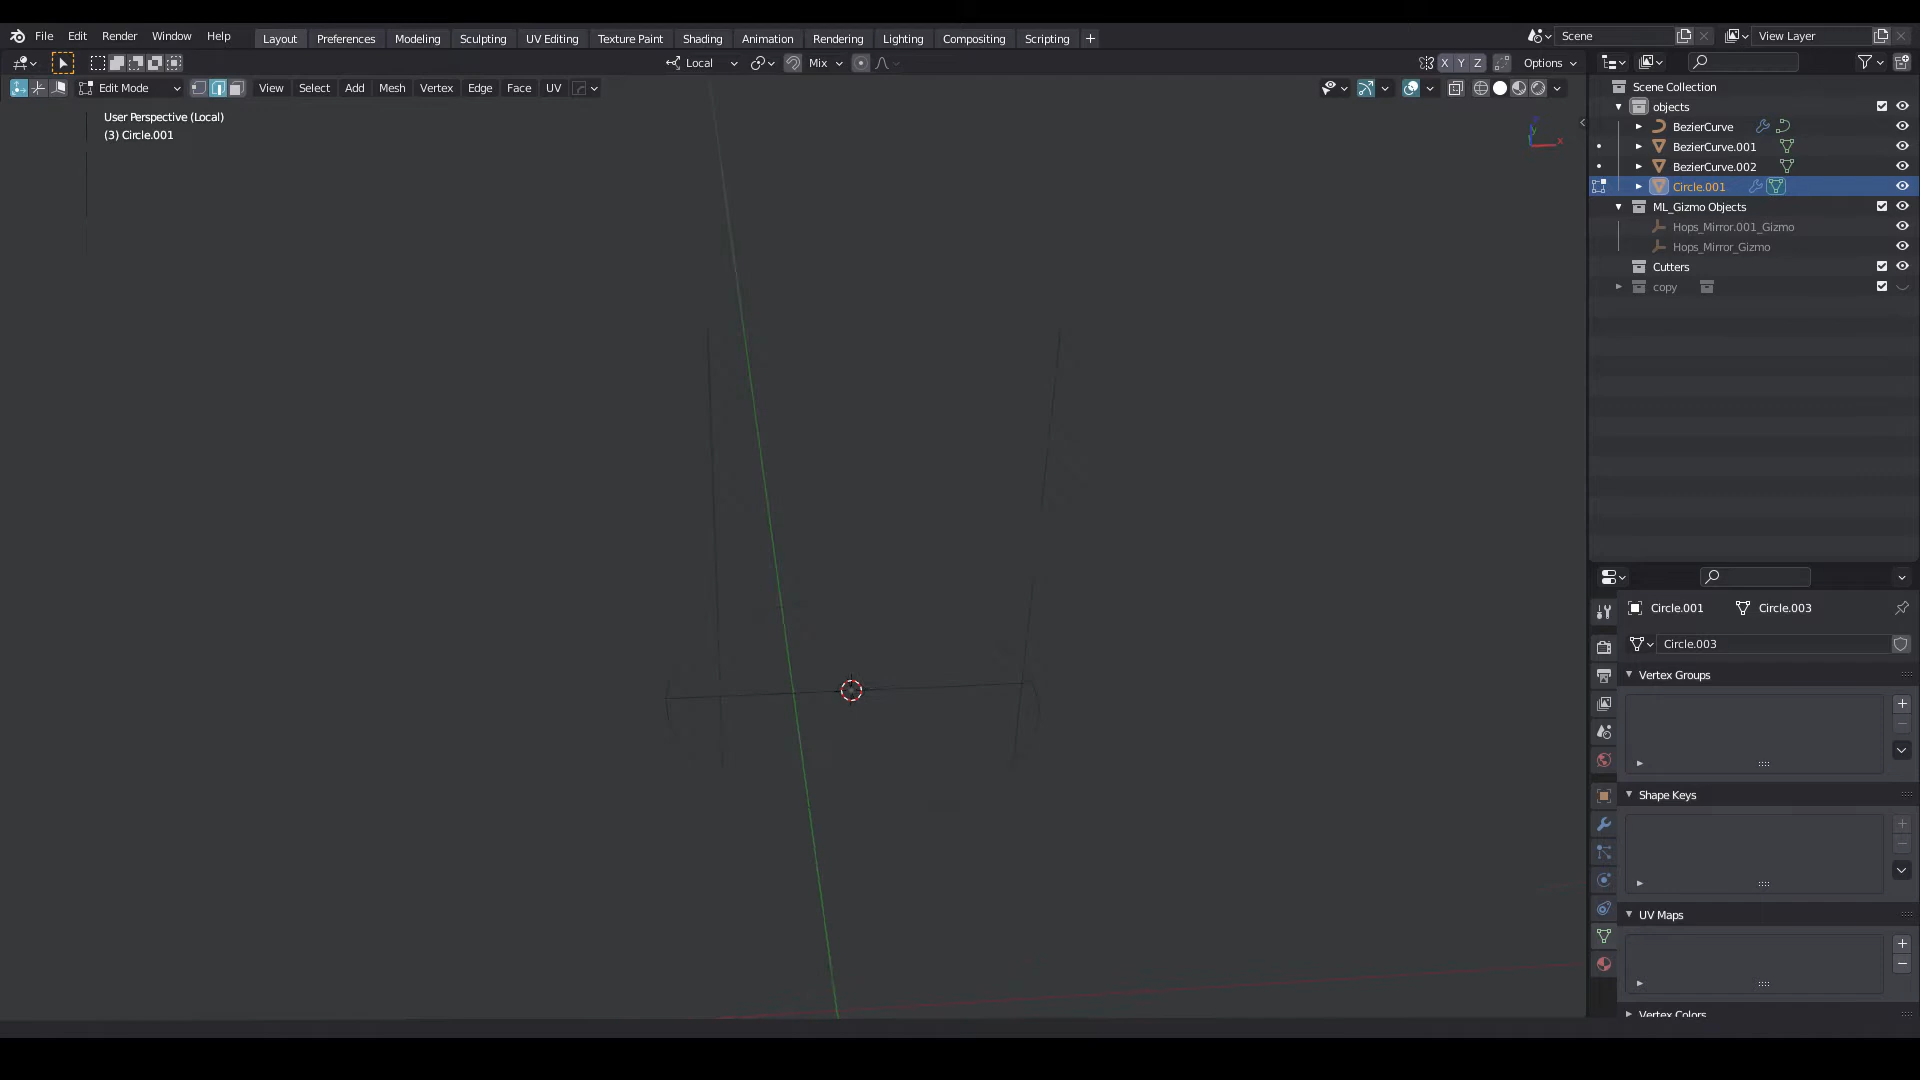 File Edit Render Window Help Layout Preferences Modeling Sculpting UV Editing Texture Paint Shading Animation Rendering Lighting Compositing Scripting + Scene View Layer
Local Mix X Y Z Options
Edit Mode View Select Add Mesh Vertex Edge Face UV
User Perspective (Local)
(3) Circle.001
Scene Collection
objects
BezierCurve
BezierCurve.001
BezierCurve.002
Circle.001
ML_Gizmo Objects
Hops_Mirror.001_Gizmo
Hops_Mirror_Gizmo
Cutters
copy
Circle.001 Circle.003
Circle.003
Vertex Groups
Shape Keys
UV Maps
Vertex Colors